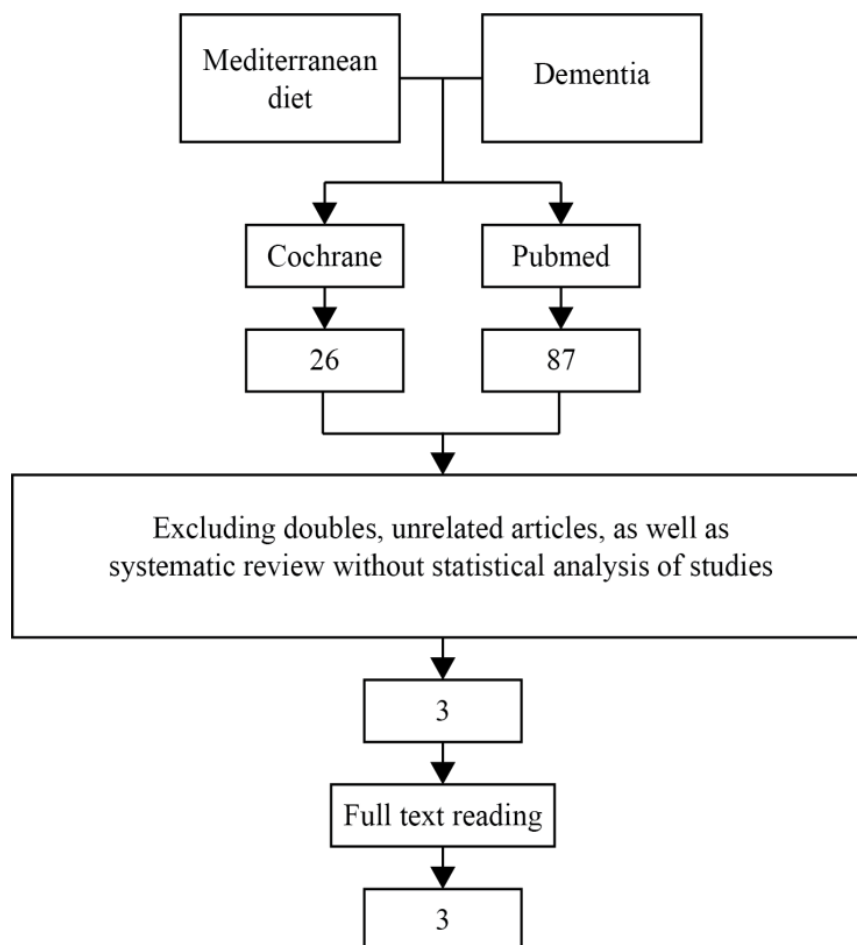 Mediterranean
diet
Dementia
Cochrane
Pubmed
26
87
Excluding doubles, unrelated articles, as well as
systematic review without statistical analysis of studies
3
Full text reading
3